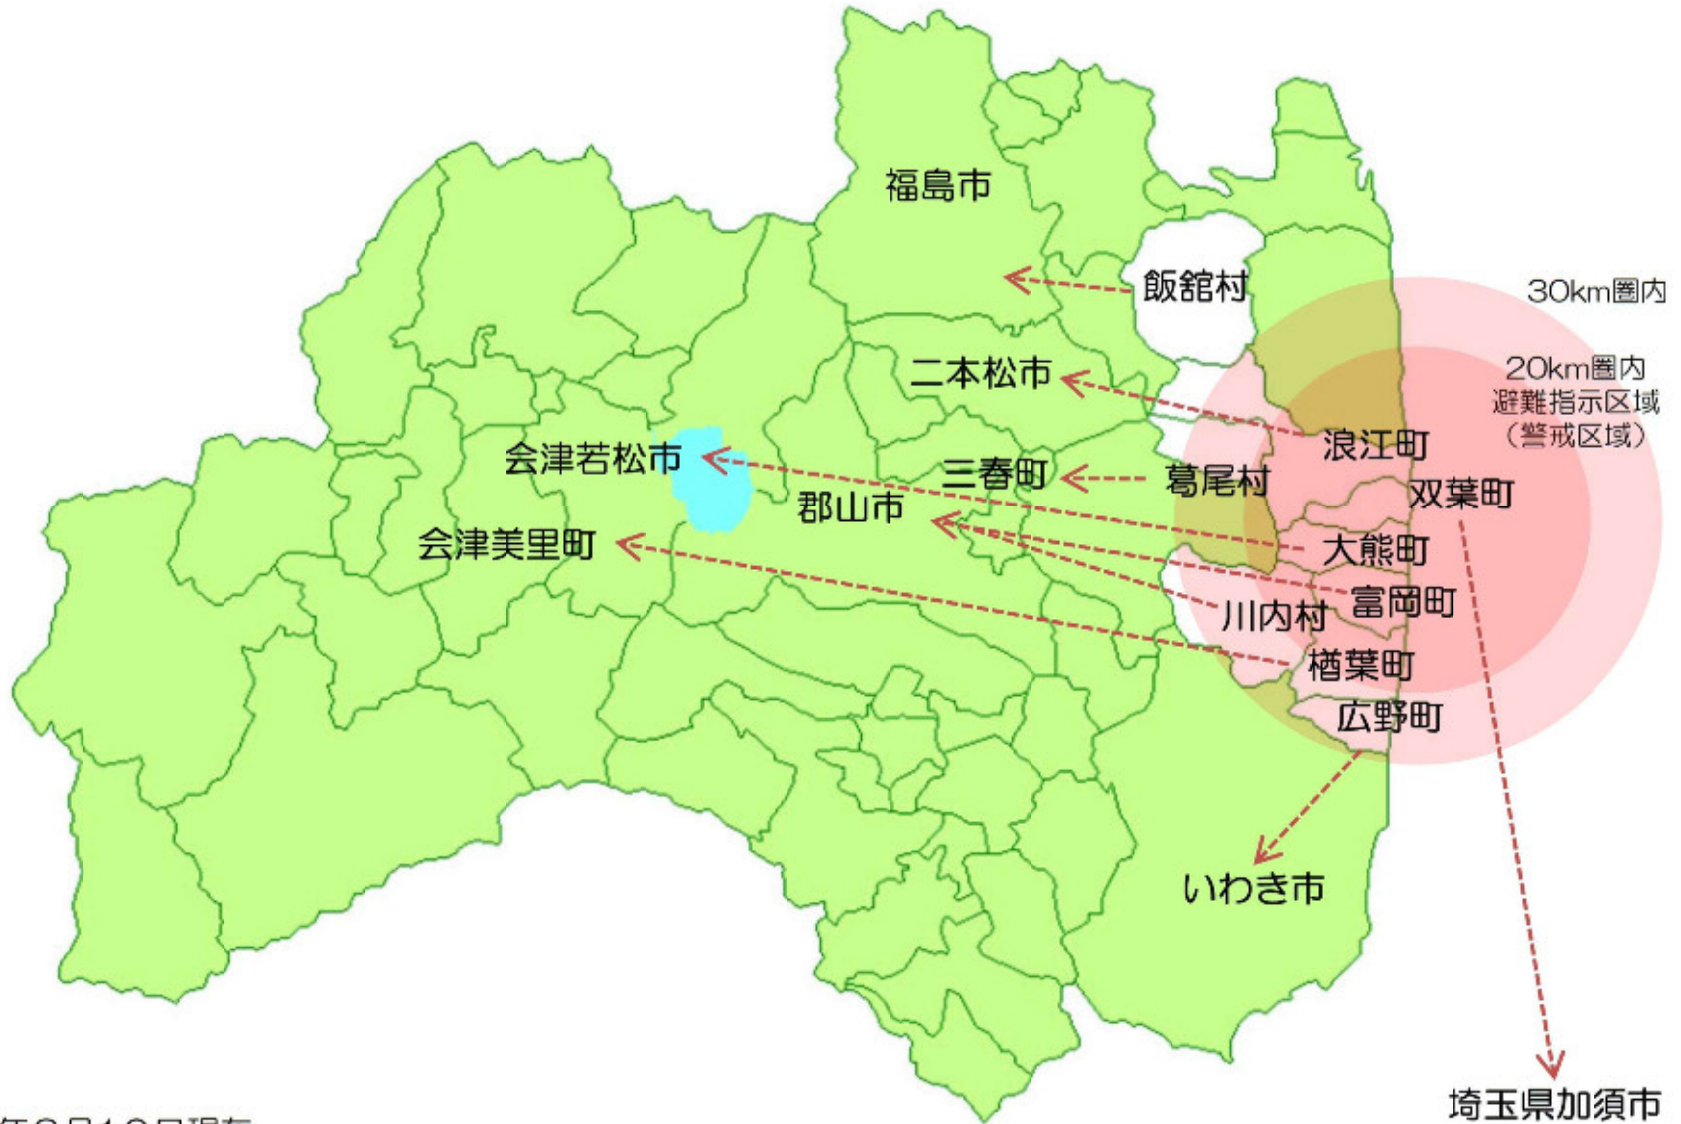 福島市
飯舘村
30km圏内
20km圏内
避難指示区域
（警戒区域）
二本松市
浪江町
会津若松市
三春町
葛尾村
双葉町
郡山市
会津美里町
大熊町
富岡町
川内村
楢葉町
広野町
いわき市
埼玉県加須市